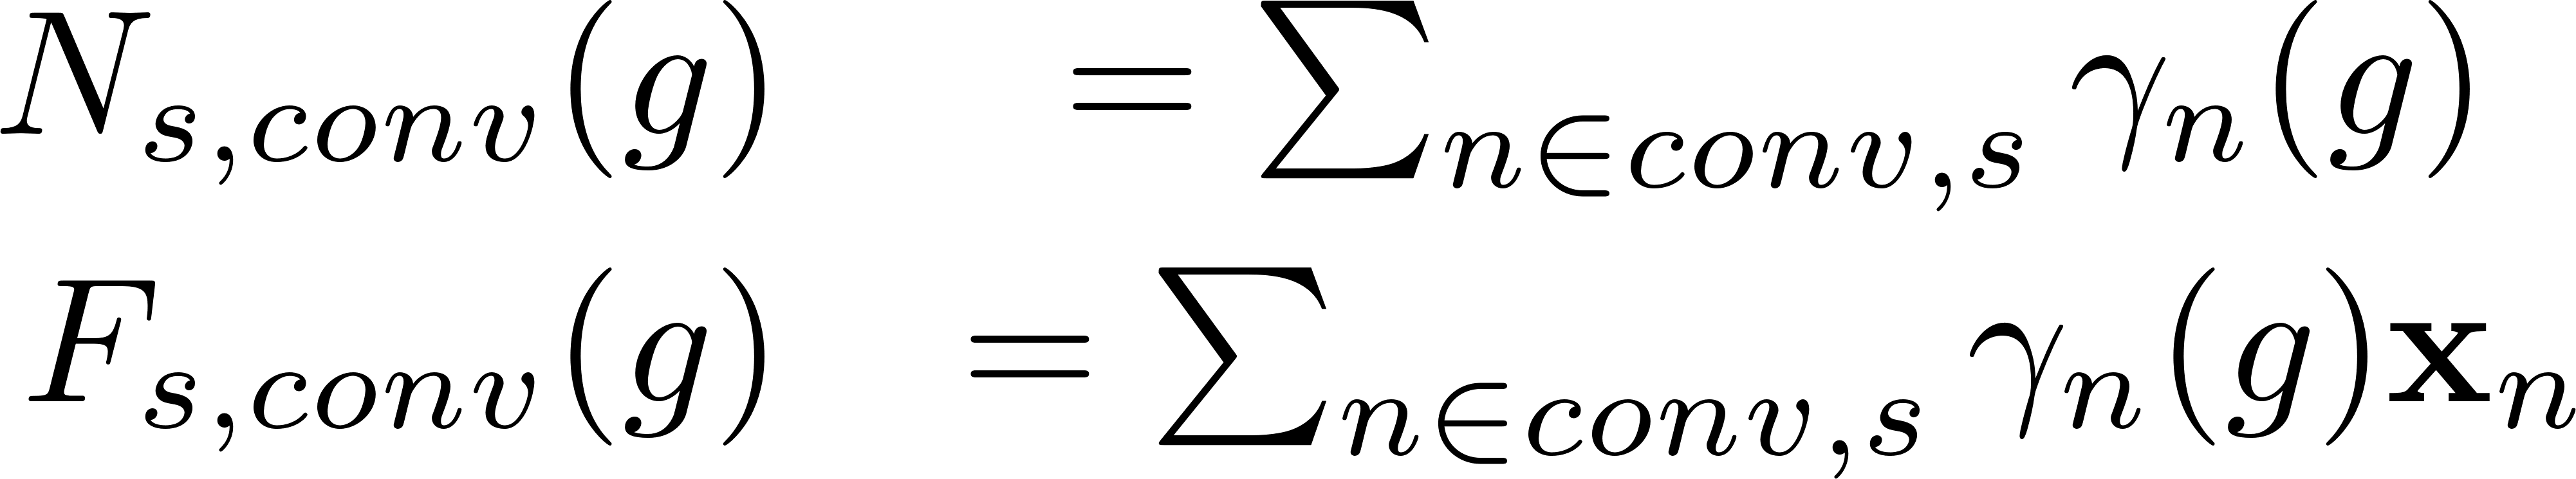 N_{s,conv}(g) = \sum_{n \in conv,s} \gamma_n(g)
F_{s,conv}(g) = \sum_{n \in conv,s} \gamma_n(g) \mathbf{x}_n